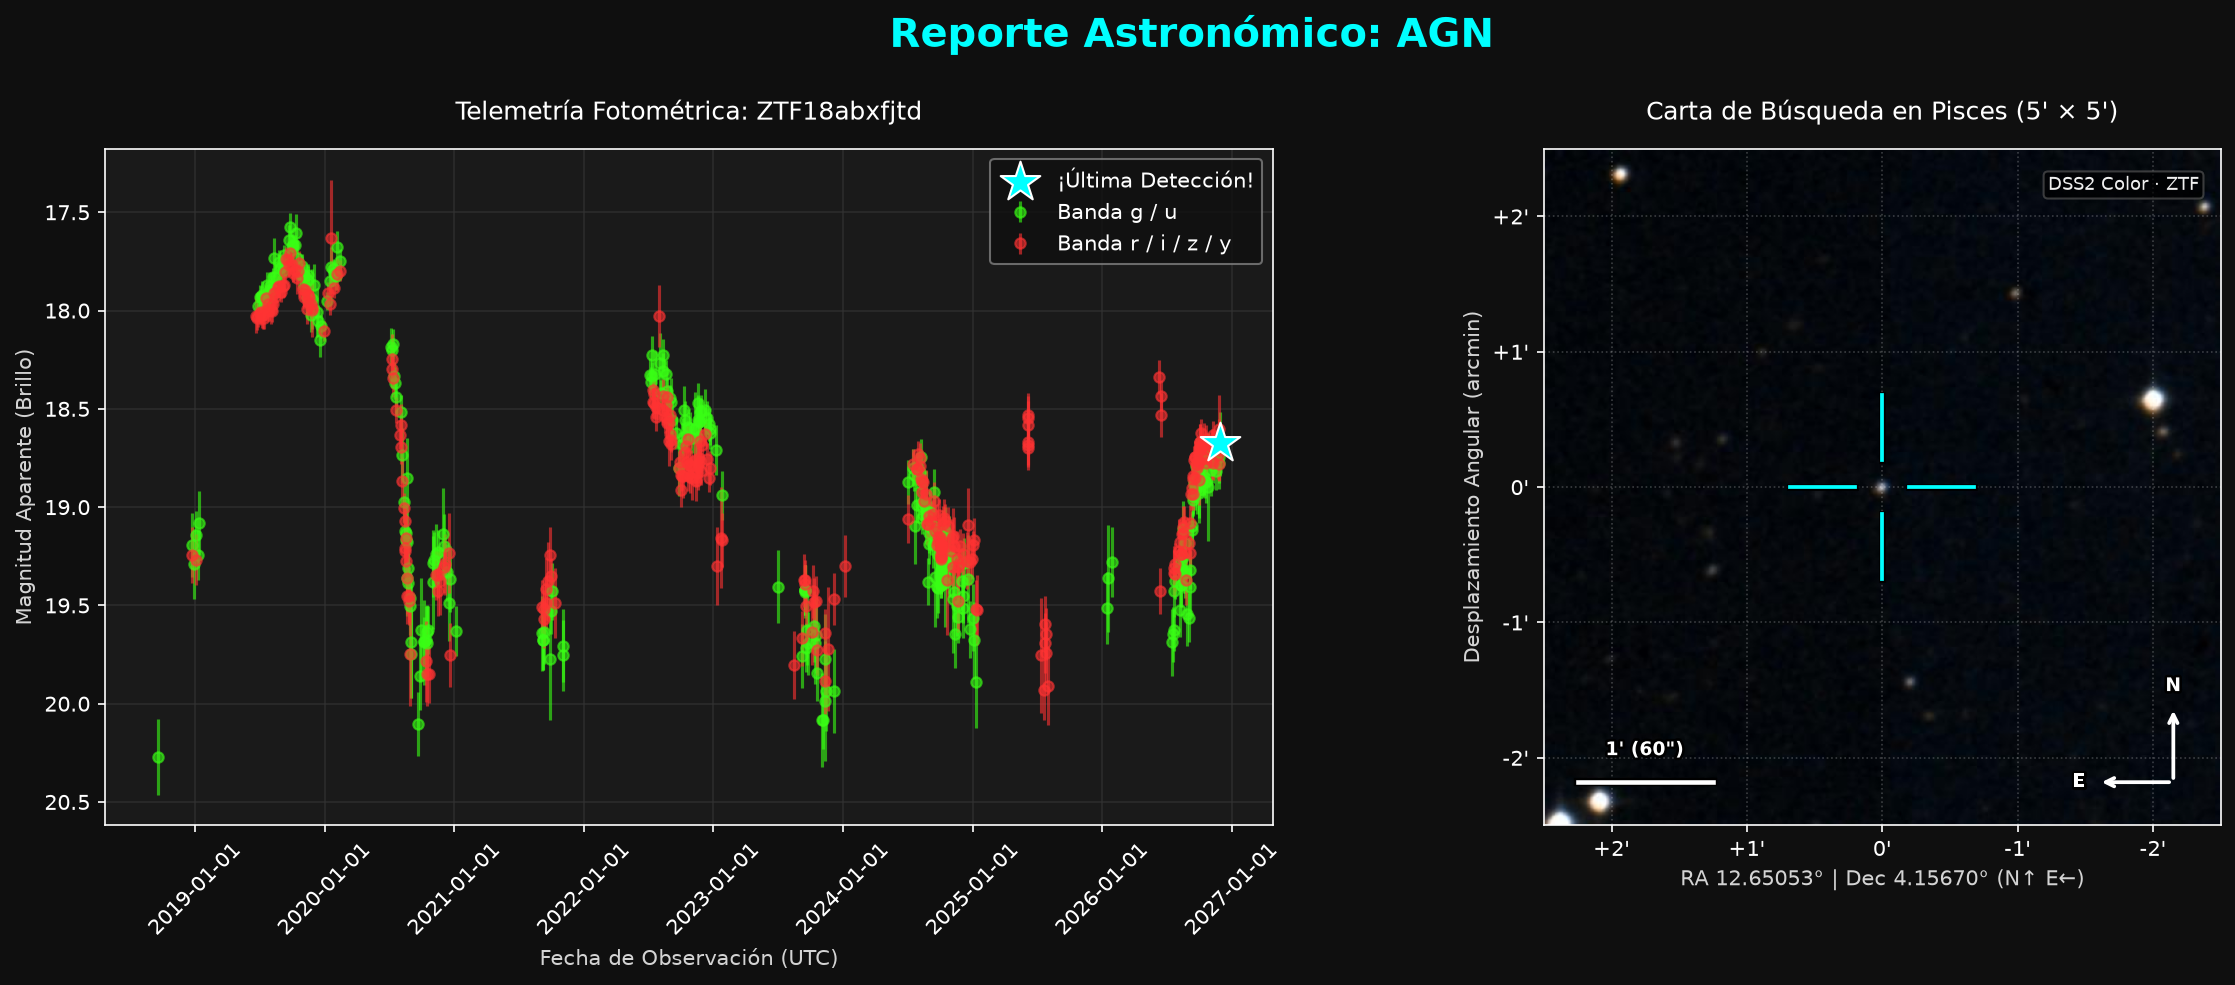 Reporte Astronómico: AGN
Telemetría Fotométrica: ZTF18abxfjtd
¡Última Detección!
Banda g / u
Banda r / i / z / y
Magnitud Aparente (Brillo)
17.5
18.0
18.5
19.0
19.5
20.0
20.5
2019-01-01
2020-01-01
2021-01-01
2022-01-01
2023-01-01
2024-01-01
2025-01-01
2026-01-01
2027-01-01
Fecha de Observación (UTC)
Carta de Búsqueda en Pisces (5' × 5')
DSS2 Color · ZTF
Desplazamiento Angular (arcmin)
+2'
+1'
0'
-1'
-2'
N
E
1' (60")
+2'
+1'
0'
-1'
-2'
RA 12.65053° | Dec 4.15670° (N↑ E←)